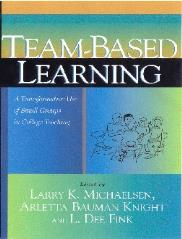 TEAM-BASED
LEARNING
A Transformative Use
of Small Groups
in College Teaching
Edited by
LARRY K. MICHAELSEN,
ARLETTA BAUMAN KNIGHT
AND L. DEE FINK